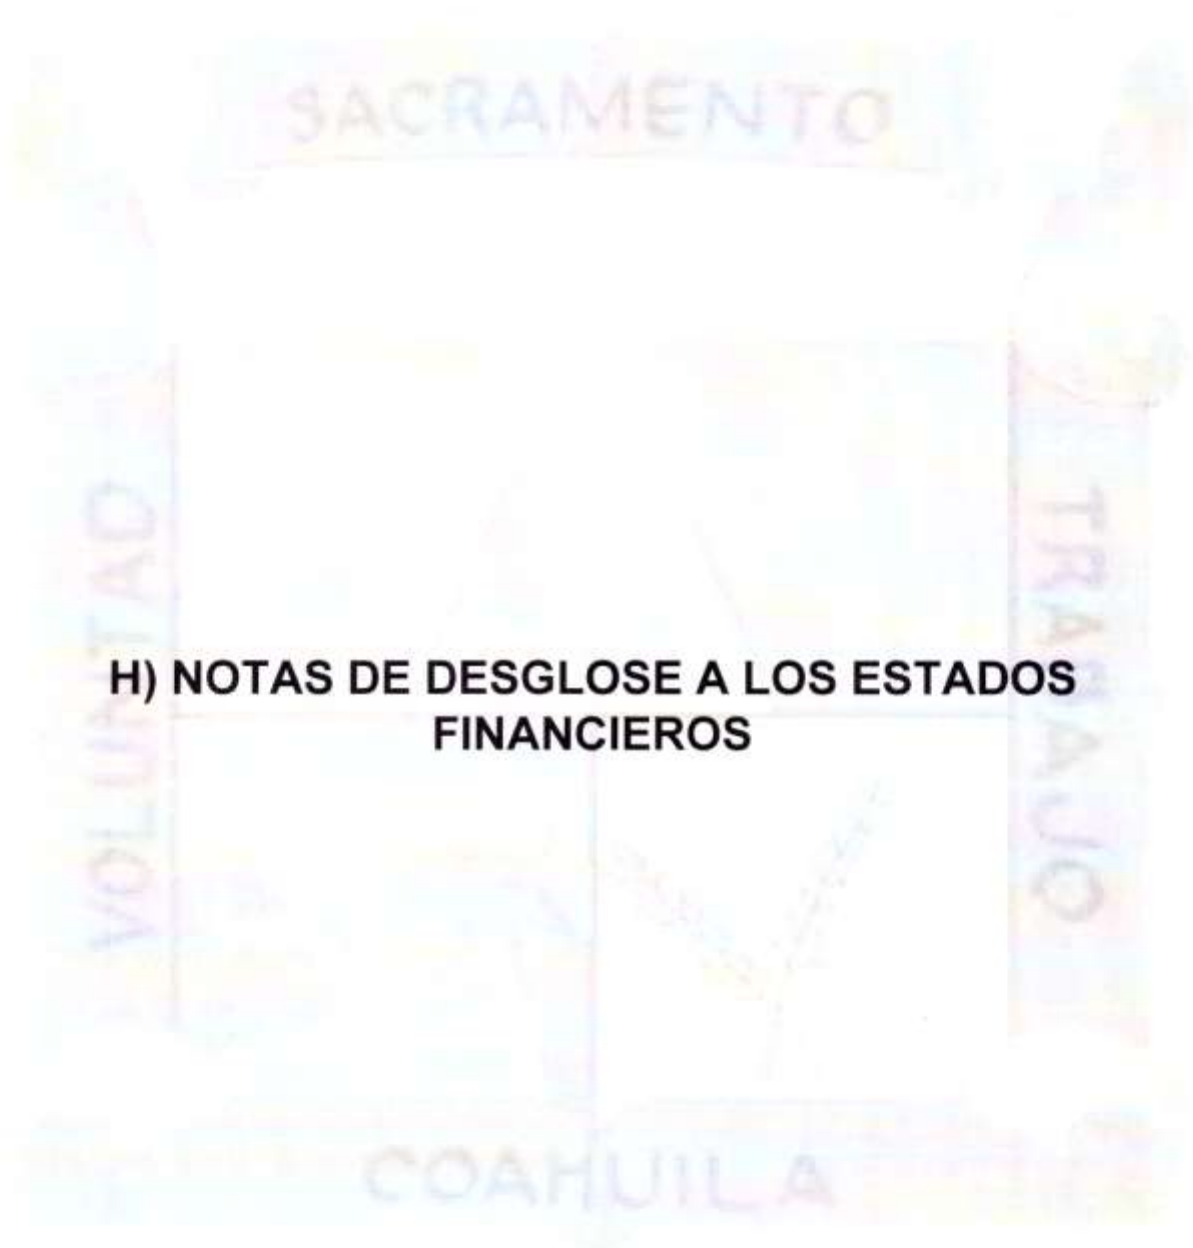 SACRAMENTO
VOLUNTAD
TRABAJO
H) NOTAS DE DESGLOSE A LOS ESTADOS
FINANCIEROS
COAHUILA